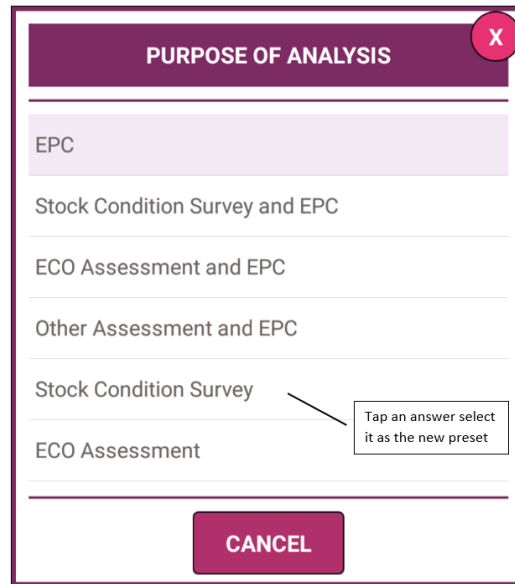 PURPOSE OF ANALYSIS
X
EPC
Stock Condition Survey and EPC
ECO Assessment and EPC
Other Assessment and EPC
Stock Condition Survey
Tap an answer select
it as the new preset
ECO Assessment
CANCEL